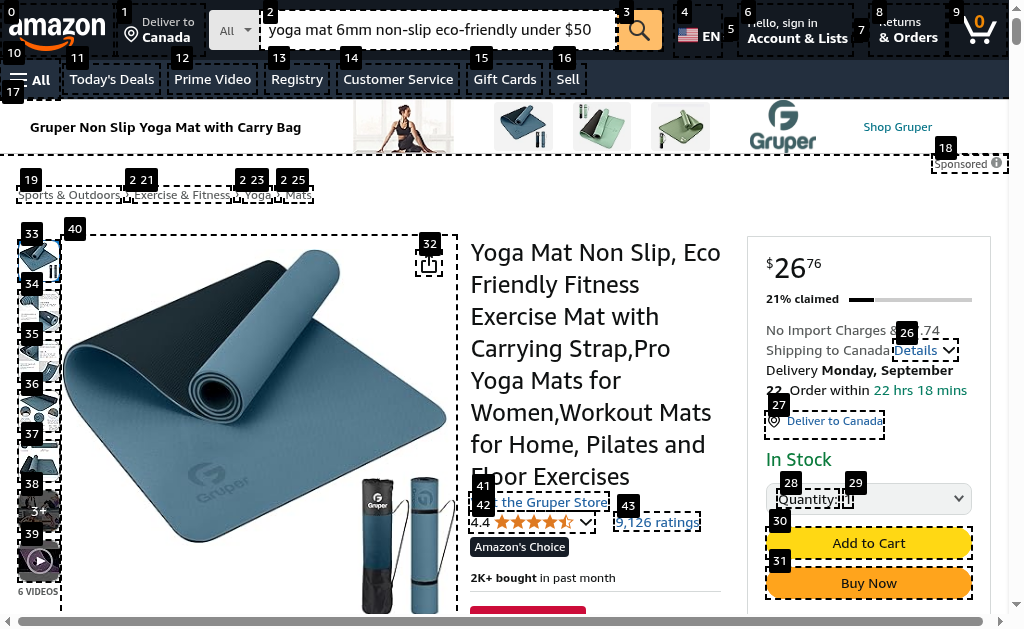 0 1 2 3 4 5 6 7 8 9
amazon
Deliver to
Canada
All
yoga mat 6mm non-slip eco-friendly under $50
EN
Hello, sign in
Account & Lists
Returns
& Orders
0
10 11 12 13 14 15 16
All
Today's Deals
Prime Video
Registry
Customer Service
Gift Cards
Sell
17
Gruper Non Slip Yoga Mat with Carry Bag
Gruper
Shop Gruper
18
Sponsored
19 2 21 2 23 2 25
Sports & Outdoors › Exercise & Fitness › Yoga › Mats
33
34
35
36
37
38
3+
39
6 VIDEOS
40
32
Gruper
Gruper
Yoga Mat Non Slip, Eco
Friendly Fitness
Exercise Mat with
Carrying Strap,Pro
Yoga Mats for
Women,Workout Mats
for Home, Pilates and
Floor Exercises
41
t the Gruper Store
42
4.4
43
9,126 ratings
Amazon's Choice
2K+ bought in past month
$26 76
21% claimed
No Import Charges & 7.74
26
Shipping to Canada Details
Delivery Monday, September
22. Order within 22 hrs 18 mins
27
Deliver to Canada
In Stock
28 29
Quantity: 1
30
Add to Cart
31
Buy Now